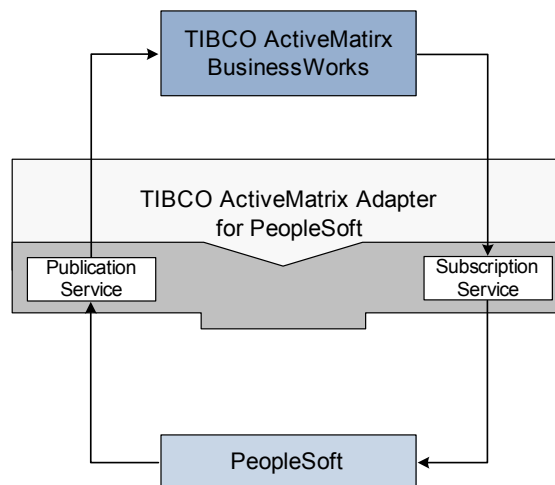 TIBCO ActiveMatirx
BusinessWorks
TIBCO ActiveMatrix Adapter
for PeopleSoft
Publication
Service
Subscription
Service
PeopleSoft